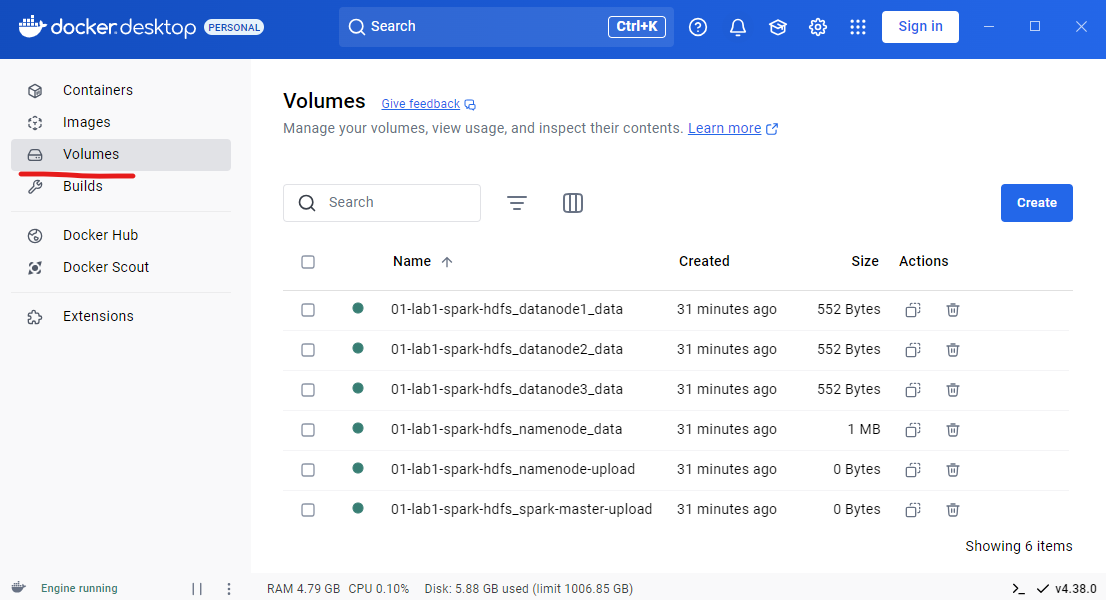 docker.desktop PERSONAL Search Ctrl+K Sign in
Containers
Images
Volumes
Builds
Docker Hub
Docker Scout
Extensions
Volumes Give feedback
Manage your volumes, view usage, and inspect their contents. Learn more
Search
Create
Name Created Size Actions
01-lab1-spark-hdfs_datanode1_data 31 minutes ago 552 Bytes
01-lab1-spark-hdfs_datanode2_data 31 minutes ago 552 Bytes
01-lab1-spark-hdfs_datanode3_data 31 minutes ago 552 Bytes
01-lab1-spark-hdfs_namenode_data 31 minutes ago 1 MB
01-lab1-spark-hdfs_namenode-upload 31 minutes ago 0 Bytes
01-lab1-spark-hdfs_spark-master-upload 31 minutes ago 0 Bytes
Showing 6 items
Engine running RAM 4.79 GB CPU 0.10% Disk: 5.88 GB used (limit 1006.85 GB) v4.38.0